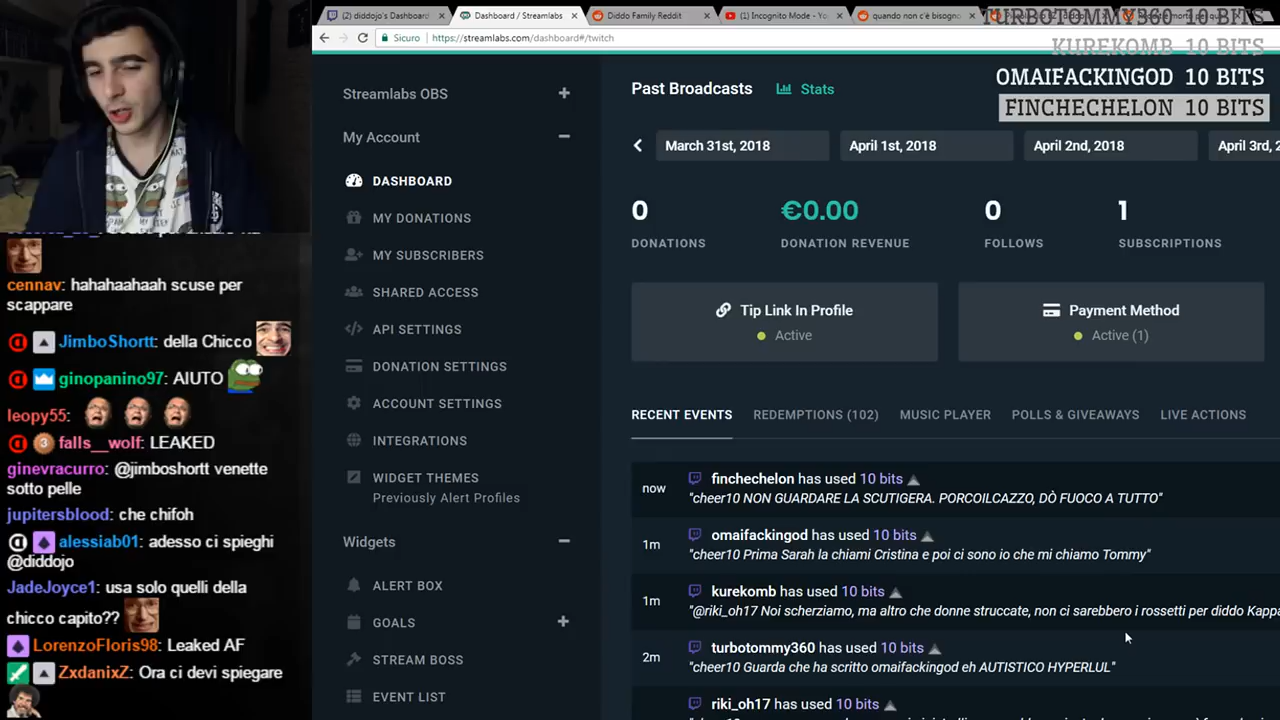 (2) diddojo's Dashboard
Dashboard / Streamlabs
Diddo Family Reddit
(1) Incognito Mode - Yo
quando non c'è bisogno
TURBOTOMMY360 10 BITS
Sicuro
https://streamlabs.com/dashboard#/twitch
KUREKOMB 10 BITS
OMAIFACKINGOD 10 BITS
FINCHECHELON 10 BITS
cennav: hahahaahaah scuse per
scappare
JimboShortt: della Chicco
ginopanino97: AIUTO
leopy55:
falls__wolf: LEAKED
ginevracurro: @jimboshortt venette
sotto pelle
jupitersblood: che chifoh
alessiab01: adesso ci spieghi
@diddojo
JadeJoyce1: usa solo quelli della
chicco capito??
LorenzoFloris98: Leaked AF
ZxdanixZ: Ora ci devi spiegare
Streamlabs OBS
My Account
DASHBOARD
MY DONATIONS
MY SUBSCRIBERS
SHARED ACCESS
API SETTINGS
DONATION SETTINGS
ACCOUNT SETTINGS
INTEGRATIONS
WIDGET THEMES
Previously Alert Profiles
Widgets
ALERT BOX
GOALS
STREAM BOSS
EVENT LIST
Past Broadcasts
Stats
March 31st, 2018
April 1st, 2018
April 2nd, 2018
April 3rd, 2
0
€0.00
0
1
DONATIONS
DONATION REVENUE
FOLLOWS
SUBSCRIPTIONS
Tip Link In Profile
Active
Payment Method
Active (1)
RECENT EVENTS
REDEMPTIONS (102)
MUSIC PLAYER
POLLS & GIVEAWAYS
LIVE ACTIONS
now
finchechelon has used 10 bits
"cheer10 NON GUARDARE LA SCUTIGERA. PORCOILCAZZO, DÒ FUOCO A TUTTO"
1m
omaifackingod has used 10 bits
"cheer10 Prima Sarah la chiami Cristina e poi ci sono io che mi chiamo Tommy"
1m
kurekomb has used 10 bits
"@riki_oh17 Noi scherziamo, ma altro che donne struccate, non ci sarebbero i rossetti per diddo Kappa
2m
turbotommy360 has used 10 bits
"cheer10 Guarda che ha scritto omaifackingod eh AUTISTICO HYPERLUL"
riki_oh17 has used 10 bits